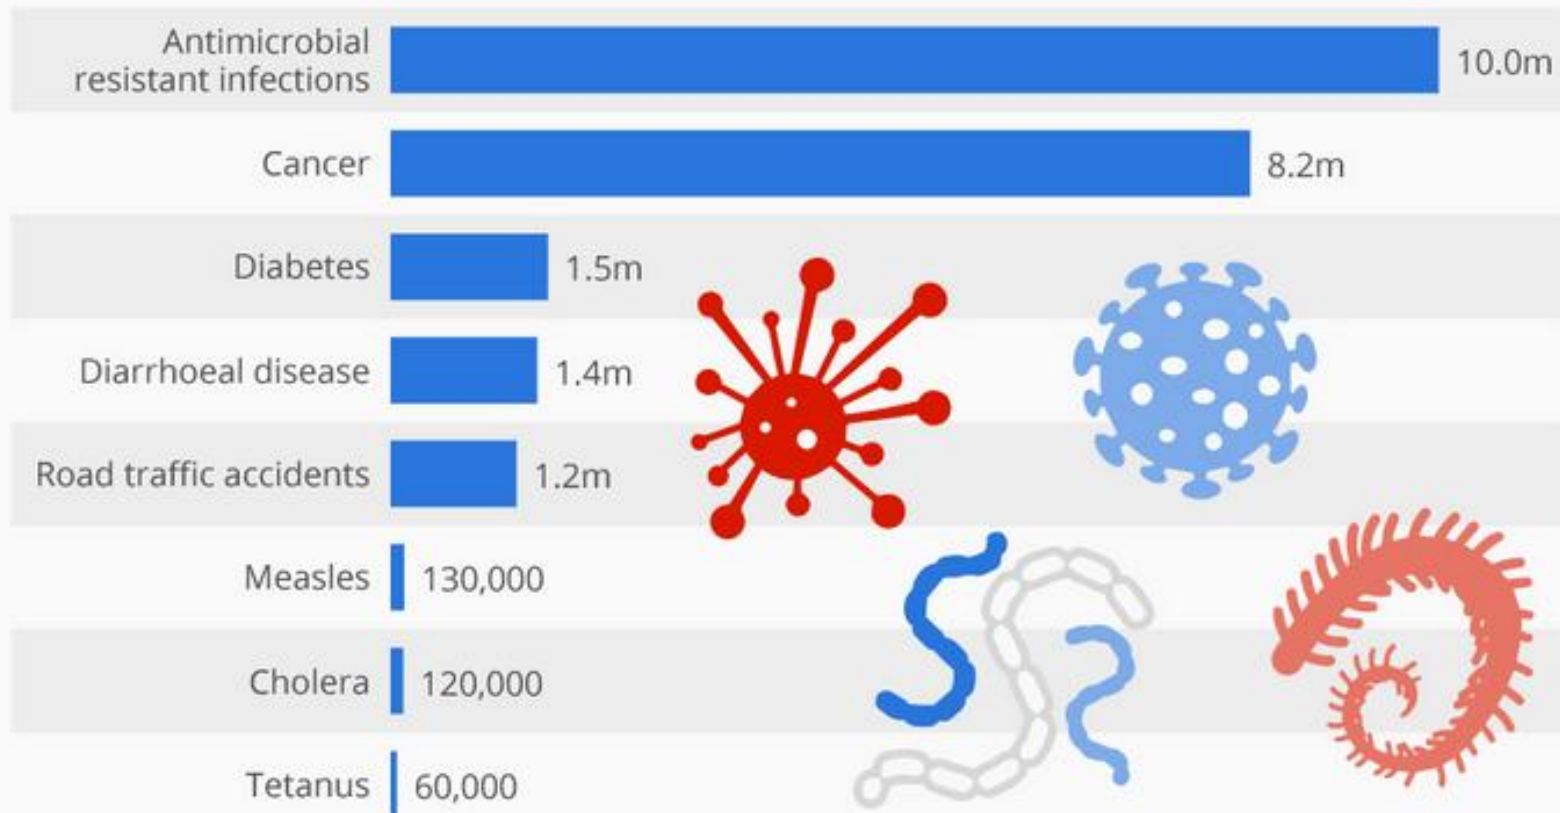 Antimicrobial
resistant infections
10.0m
Cancer
8.2m
Diabetes
1.5m
Diarrhoeal disease
1.4m
Road traffic accidents
1.2m
Measles
130,000
Cholera
120,000
Tetanus
60,000